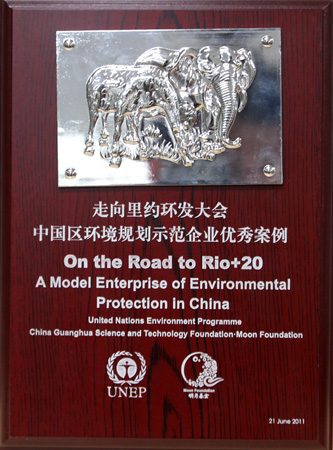 走向里约环发大会
中国区环境规划示范企业优秀案例
On the Road to Rio+20
A Model Enterprise of Environmental
Protection in China
United Nations Environment Programme
China Guanghua Science and Technology Foundation·Moon Foundation
UNEP
Moon Foundation
明月基金
21 June 2011